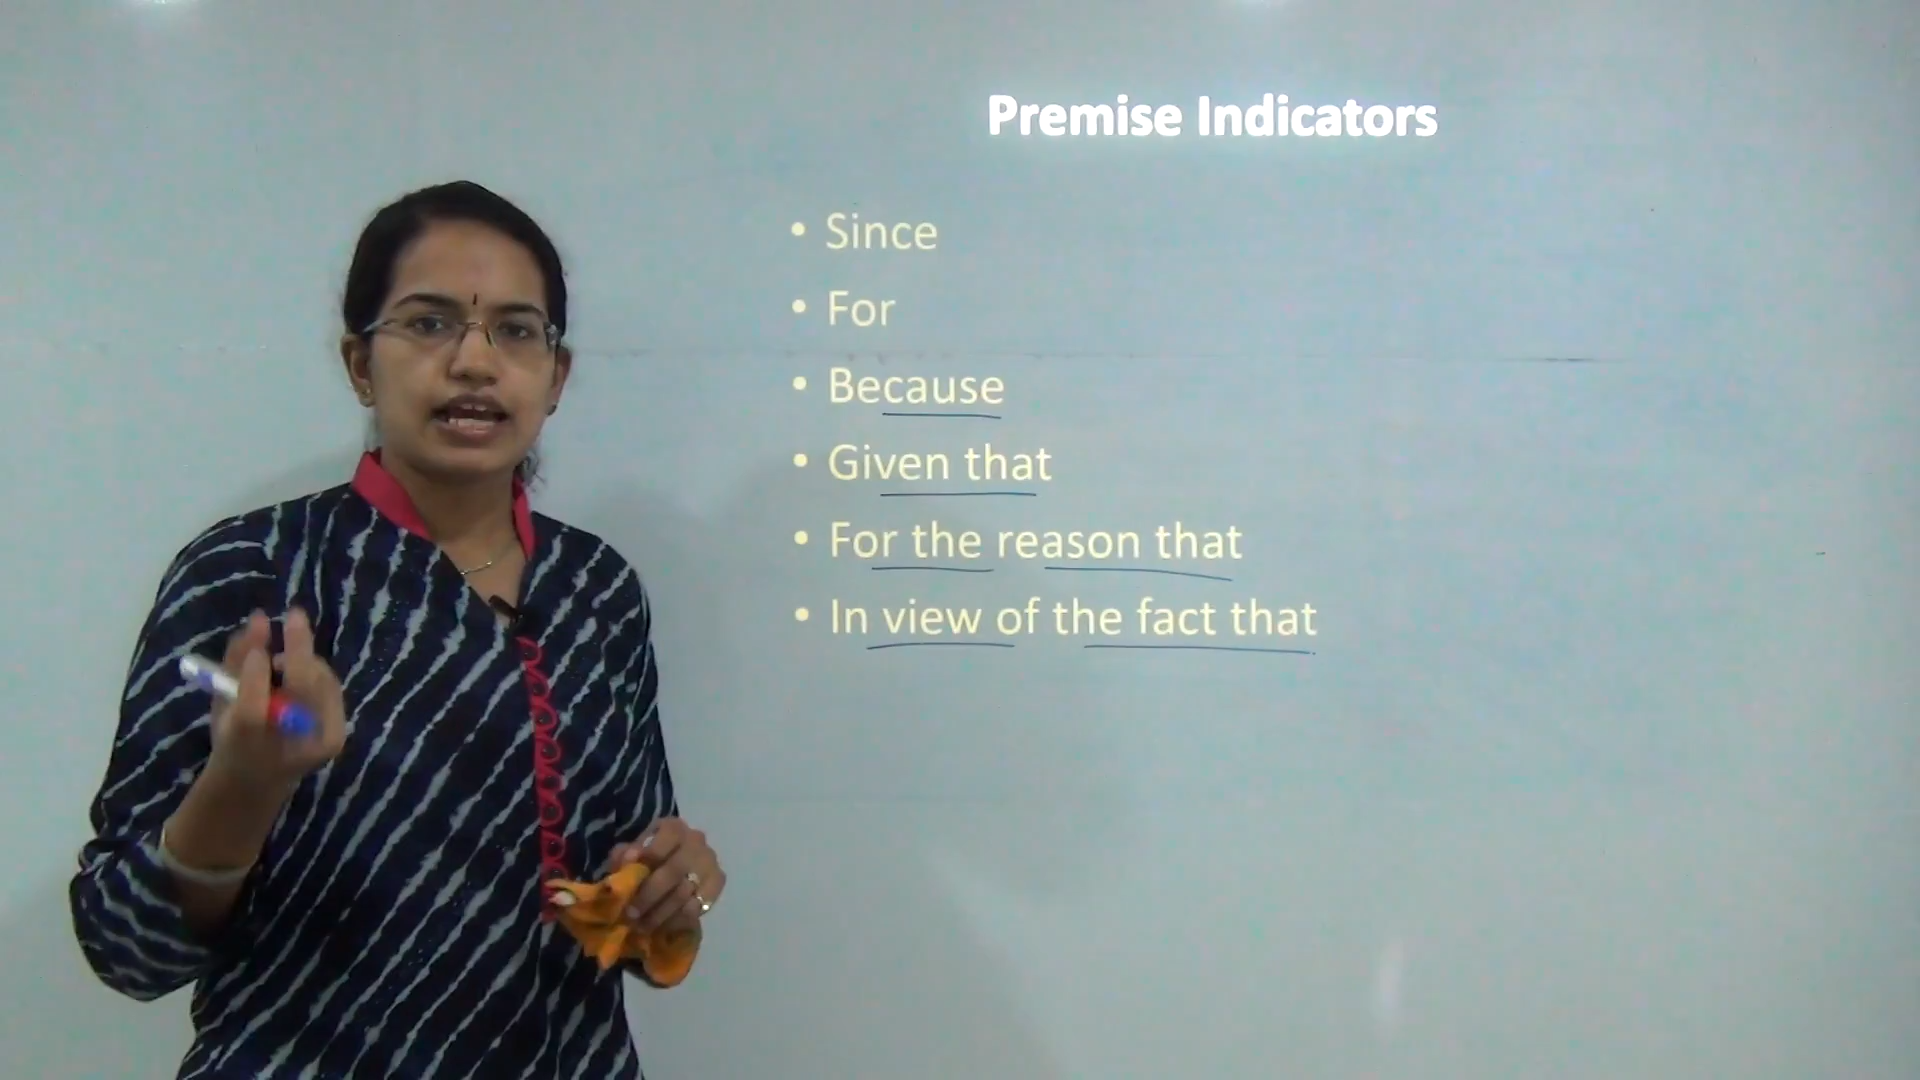 Premise Indicators
• Since
• For
• Because
• Given that
• For the reason that
• In view of the fact that